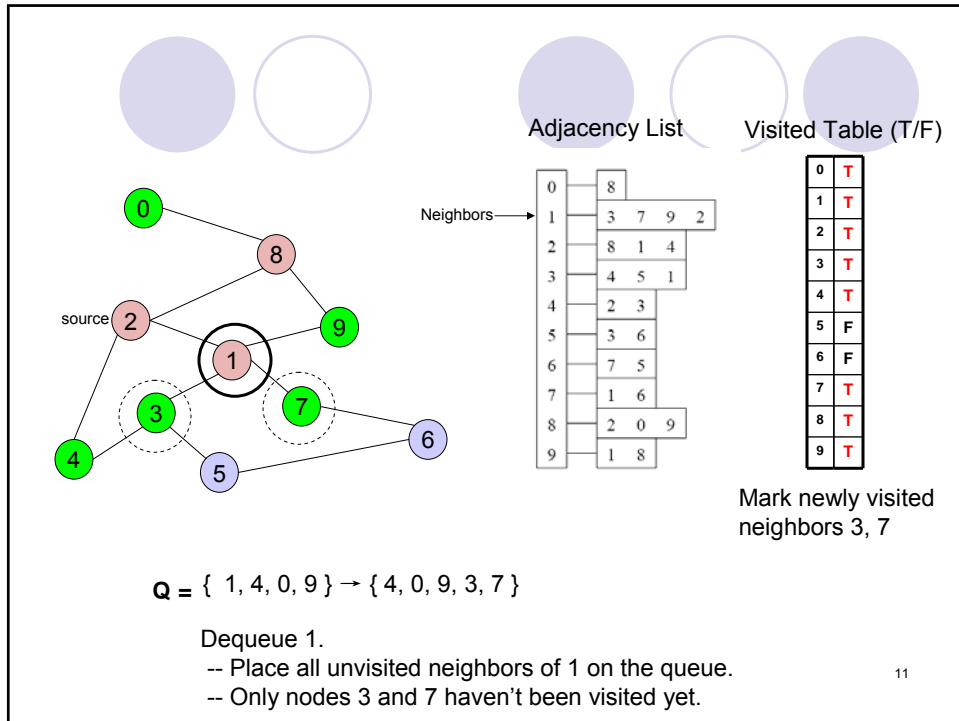 Adjacency List
Visited Table (T/F)
0
8
2
source
9
1
3
7
4
6
5
Neighbors
0 8
1 3 7 9 2
2 8 1 4
3 4 5 1
4 2 3
5 3 6
6 7 5
7 1 6
8 2 0 9
9 1 8
0 T
1 T
2 T
3 T
4 T
5 F
6 F
7 T
8 T
9 T
Mark newly visited
neighbors 3, 7
Q = { 1, 4, 0, 9 } → { 4, 0, 9, 3, 7 }
Dequeue 1.
-- Place all unvisited neighbors of 1 on the queue.
-- Only nodes 3 and 7 haven't been visited yet.
11